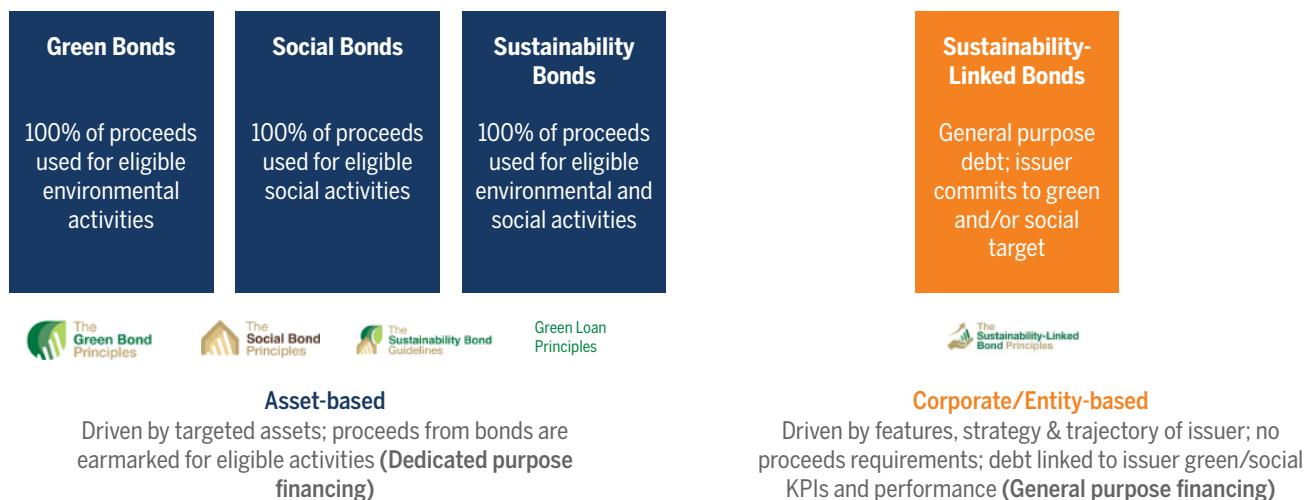 Green Bonds
100% of proceeds
used for eligible
environmental
activities
Social Bonds
100% of proceeds
used for eligible
social activities
Sustainability
Bonds
100% of proceeds
used for eligible
environmental and
social activities
Sustainability-
Linked Bonds
General purpose
debt; issuer
commits to green
and/or social
target
The
Green Bond
Principles
The
Social Bond
Principles
The
Sustainability Bond
Guidelines
Green Loan
Principles
The
Sustainability-Linked
Bond Principles
Asset-based
Driven by targeted assets; proceeds from bonds are
earmarked for eligible activities (Dedicated purpose
financing)
Corporate/Entity-based
Driven by features, strategy & trajectory of issuer; no
proceeds requirements; debt linked to issuer green/social
KPIs and performance (General purpose financing)